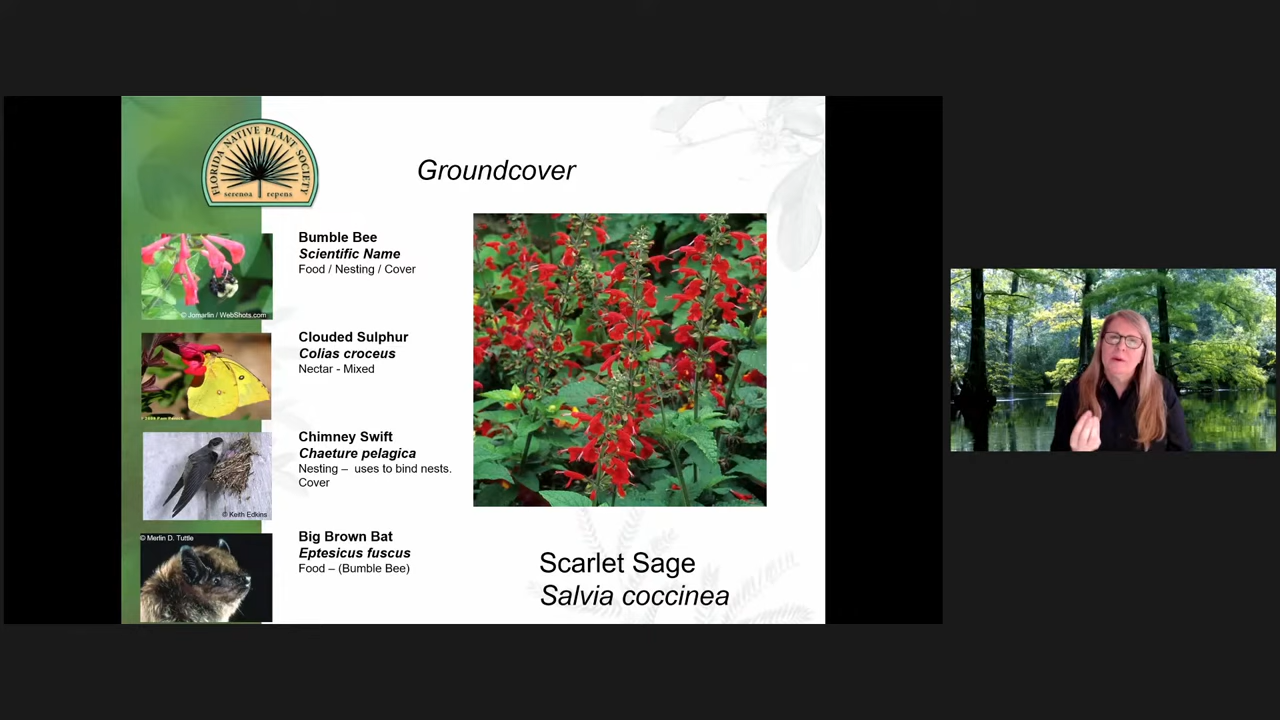 FLORIDA NATIVE PLANT SOCIETY
serenoa repens
Groundcover
Bumble Bee
Scientific Name
Food / Nesting / Cover
© Jomarlin / WebShots.com
Clouded Sulphur
Colias croceus
Nectar - Mixed
Chimney Swift
Chaeture pelagica
Nesting – uses to bind nests.
Cover
© Keith Edkins
Big Brown Bat
Eptesicus fuscus
Food – (Bumble Bee)
© Merlin D. Tuttle
Scarlet Sage
Salvia coccinea